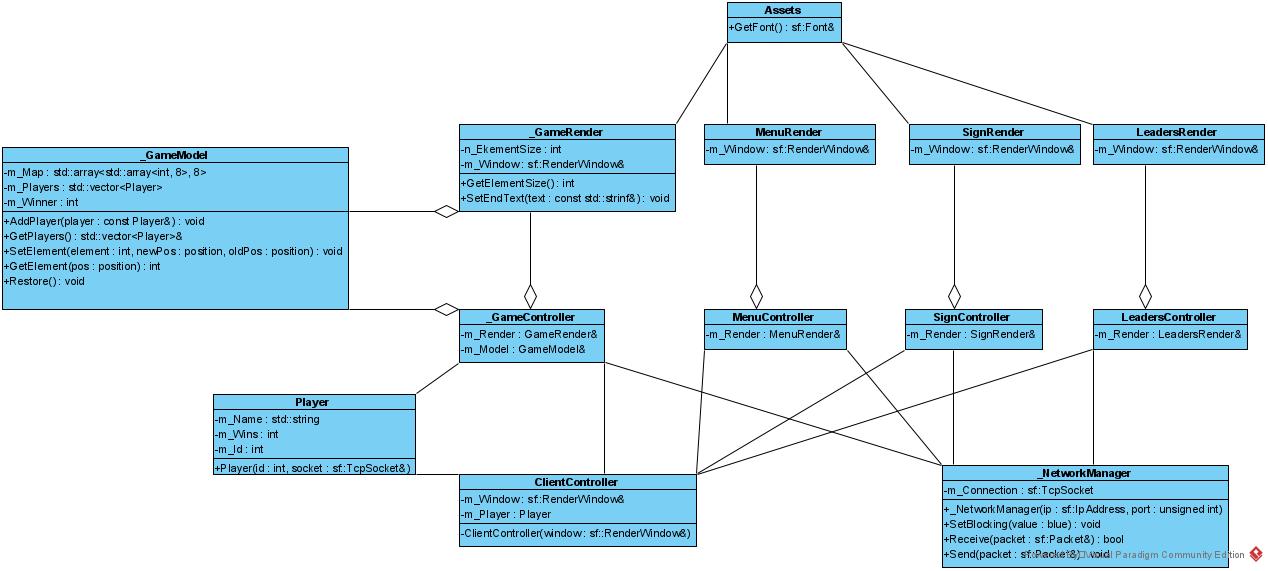 Assets
+GetFont() : sf::Font&
_GameRender
-n_EkementSize : int
-m_Window : sf::RenderWindow&
+GetElementSize() : int
+SetEndText(text : const std::strinf&) : void
MenuRender
-m_Window : sf::RenderWindow&
SignRender
-m_Window : sf::RenderWindow&
LeadersRender
-m_Window : sf::RenderWindow&
_GameModel
-m_Map : std::array<std::array<int, 8>, 8>
-m_Players : std::vector<Player>
-m_Winner : int
+AddPlayer(player : const Player&) : void
+GetPlayers() : std::vector<Player>&
+SetElement(element : int, newPos : position, oldPos : position) : void
+GetElement(pos : position) : int
+Restore() : void
_GameController
-m_Render : GameRender&
-m_Model : GameModel&
MenuController
-m_Render : MenuRender&
SignController
-m_Render : SignRender&
LeadersController
-m_Render : LeadersRender&
Player
-m_Name : std::string
-m_Wins : int
-m_Id : int
+Player(id : int, socket : sf::TcpSocket&)
ClientController
-m_Window : sf::RenderWindow&
-m_Player : Player
-ClientController(window : sf::RenderWindow&)
_NetworkManager
-m_Connection : sf::TcpSocket
+_NetworkManager(ip : sf::IpAddress, port : unsigned int)
+SetBlocking(value : blue) : void
+Receive(packet : sf::Packet&) : bool
+Send(packet : sf::Packet&) : void
Visual Paradigm Community Edition